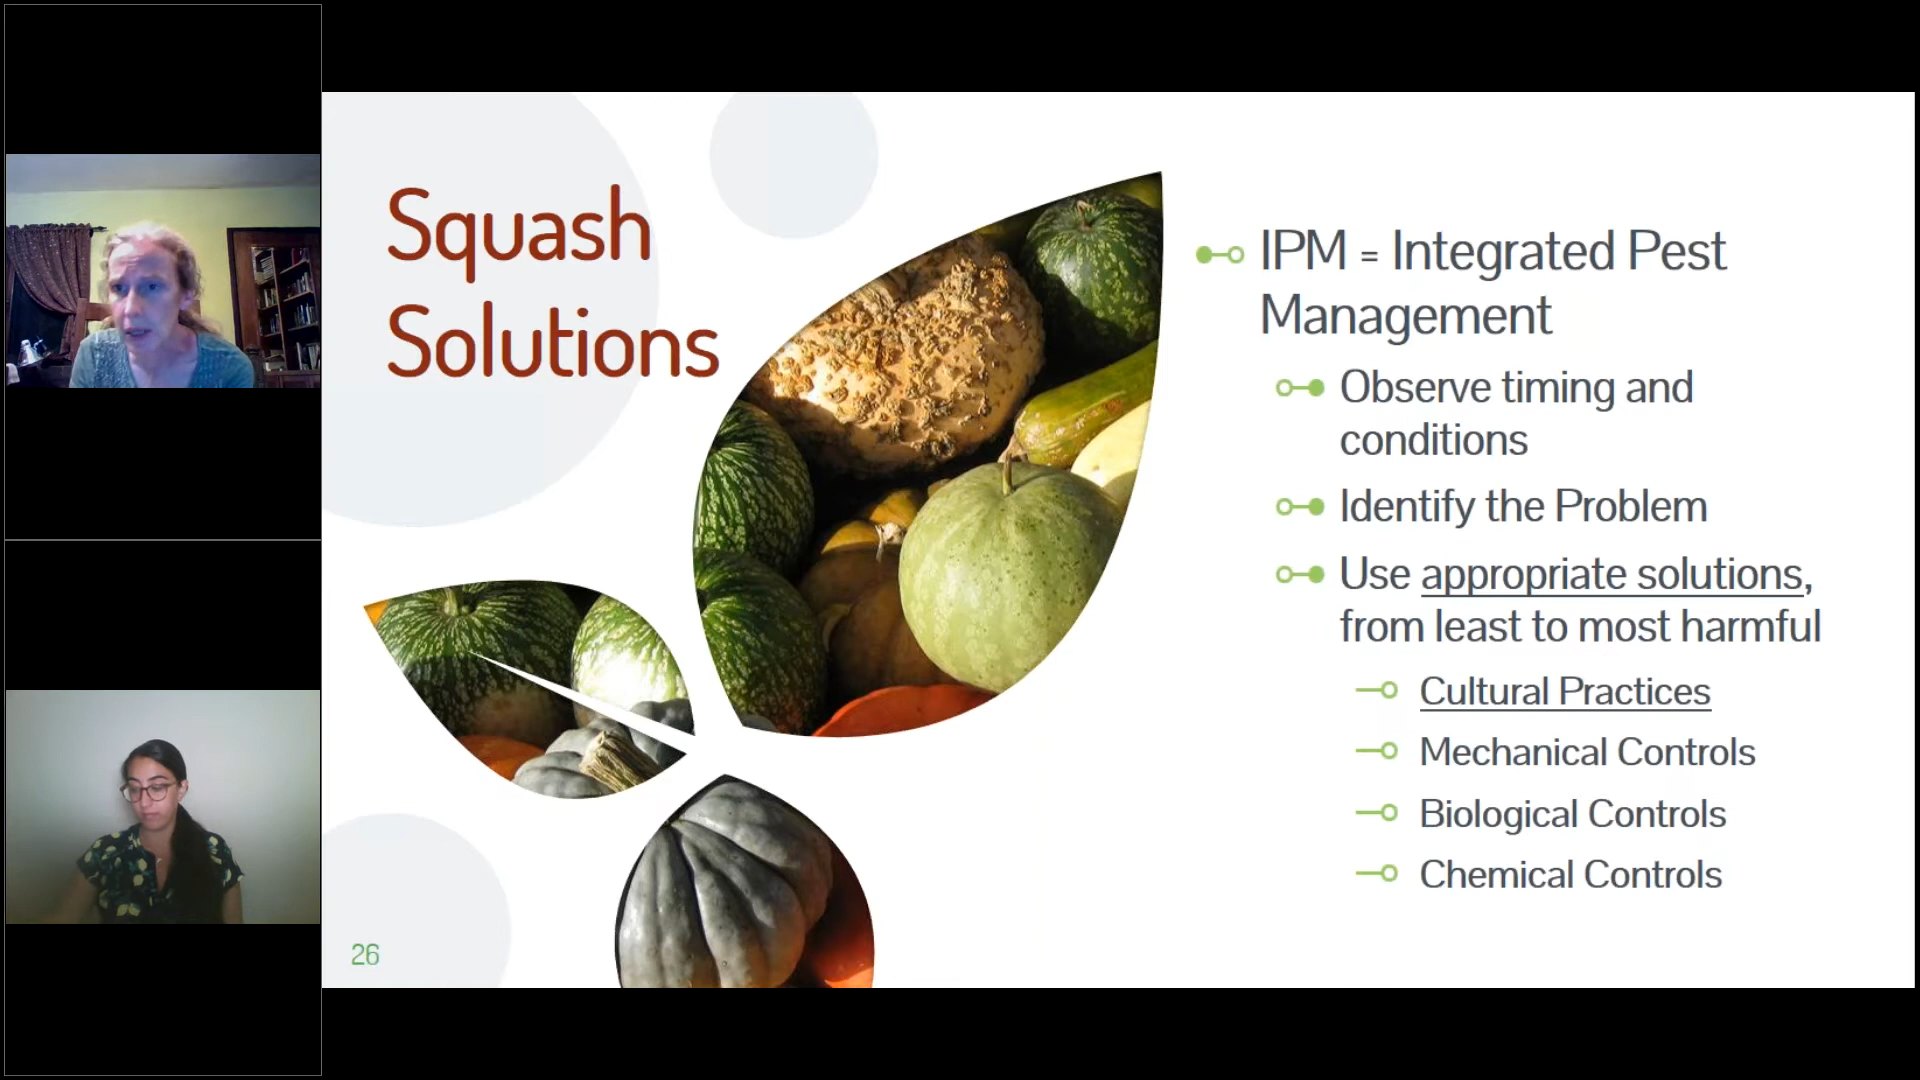 Squash
Solutions
IPM = Integrated Pest
Management
Observe timing and
conditions
Identify the Problem
Use appropriate solutions,
from least to most harmful
Cultural Practices
Mechanical Controls
Biological Controls
Chemical Controls
26